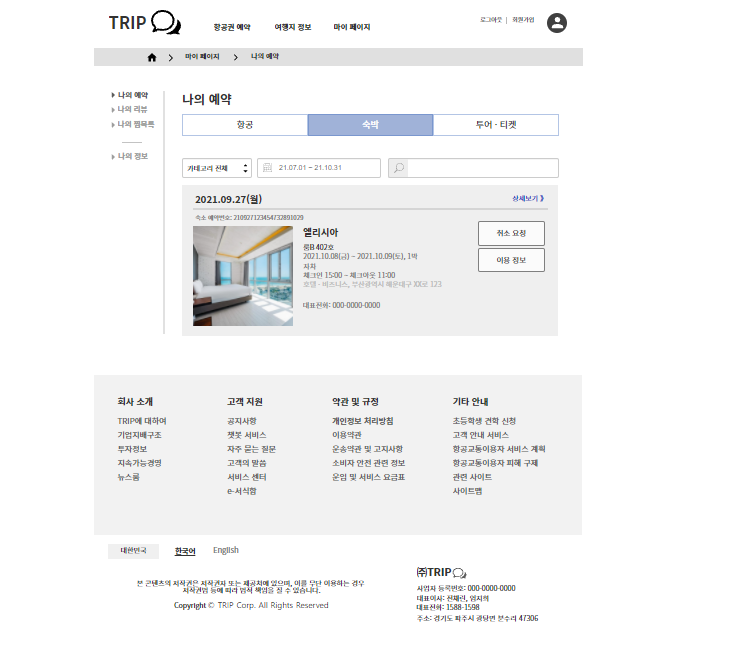 TRIP
항공권 예약 여행지 정보 마이 페이지
로그아웃 | 회원가입
마이 페이지 나의 예약
나의 예약
나의 리뷰
나의 찜목록
나의 정보
나의 예약
항공 숙박 투어 · 티켓
카테고리 전체 21.07.01 ~ 21.10.31
2021.09.27(월) 상세보기 》
숙소 예약번호: 210927123454732891029
엘리시아
룸B 402호
2021.10.08(금) ~ 2021.10.09(토), 1박
자차
체크인 15:00 ~ 체크아웃 11:00
호텔 · 비즈니스, 부산광역시 해운대구 XX로 123
대표전화: 000-0000-0000
취소 요청
이용 정보
회사 소개
TRIP에 대하여
기업지배구조
투자정보
지속가능경영
뉴스룸
고객 지원
공지사항
챗봇 서비스
자주 묻는 질문
고객의 말씀
서비스 센터
e-서식함
약관 및 규정
개인정보 처리방침
이용약관
운송약관 및 고지사항
소비자 안전 관련 정보
운임 및 서비스 요금표
기타 안내
초등학생 견학 신청
고객 안내 서비스
항공교통이용자 서비스 계획
항공교통이용자 피해 구제
관련 사이트
사이트맵
대한민국 한국어 English
본 콘텐츠의 저작권은 저작권자 또는 제공처에 있으며, 이를 무단 이용하는 경우
저작권법 등에 따라 법적 책임을 질 수 있습니다.
Copyright © TRIP Corp. All Rights Reserved
㈜TRIP
사업자 등록번호: 000-0000-0000
대표이사: 전채린, 엄지희
대표전화: 1588-1598
주소: 경기도 파주시 광탄면 분수리 47306